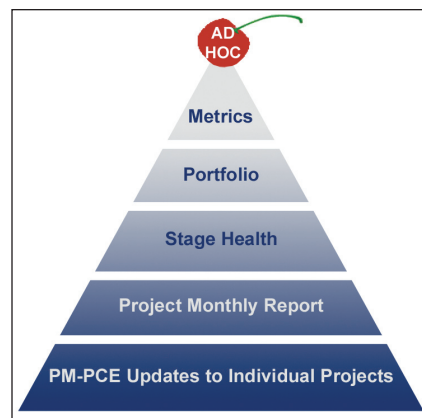 AD
HOC
Metrics
Portfolio
Stage Health
Project Monthly Report
PM-PCE Updates to Individual Projects